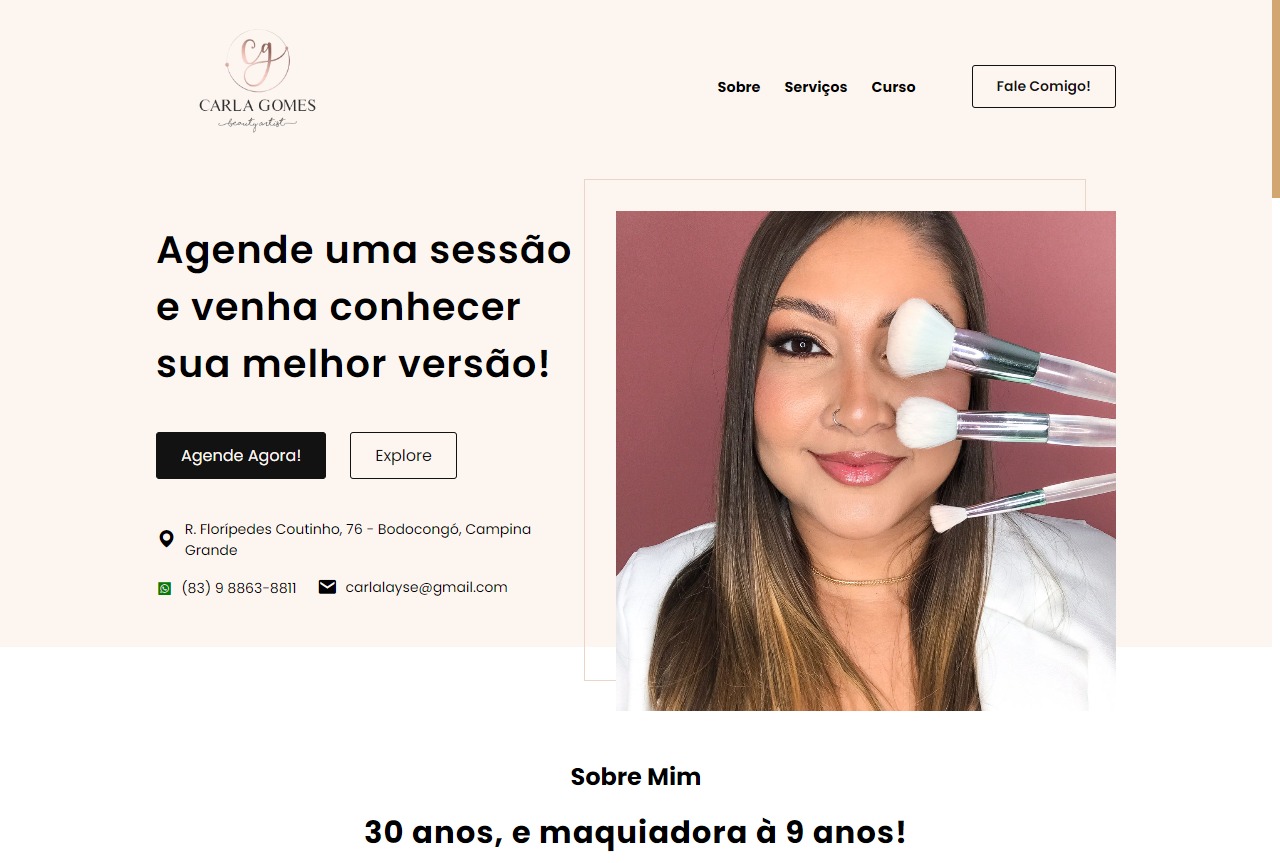 cg
CARLA GOMES
beauty artist
Sobre Serviços Curso Fale Comigo!
Agende uma sessão
e venha conhecer
sua melhor versão!
Agende Agora! Explore
R. Florípedes Coutinho, 76 - Bodocongó, Campina
Grande
(83) 9 8863-8811 carlalayse@gmail.com
Sobre Mim
30 anos, e maquiadora à 9 anos!